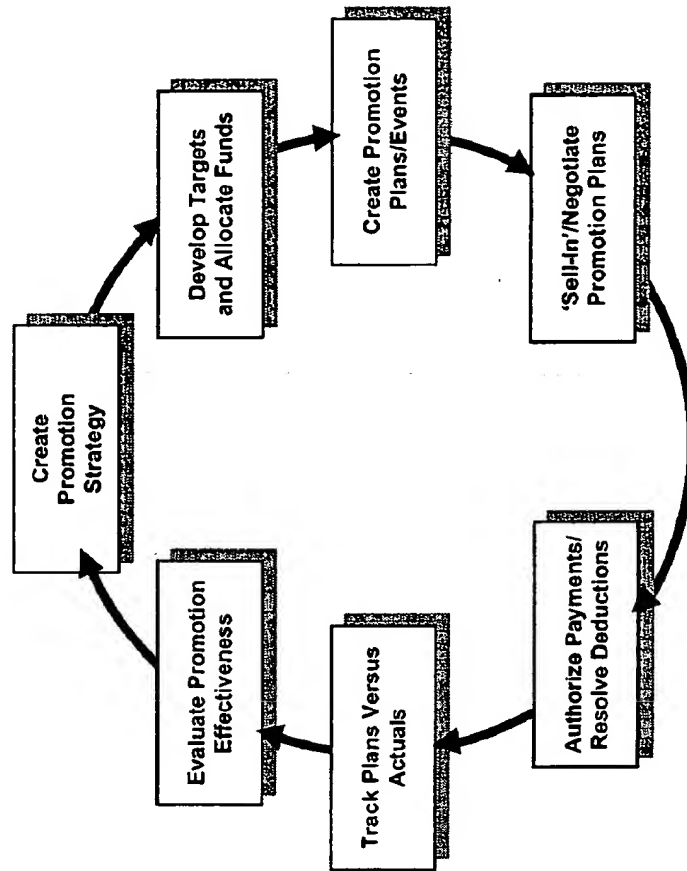 Create
Promotion
Strategy
Develop Targets
and Allocate Funds
Create Promotion
Plans/Events
'Sell-In'/Negotiate
Promotion Plans
Authorize Payments/
Resolve Deductions
Track Plans Versus
Actuals
Evaluate Promotion
Effectiveness